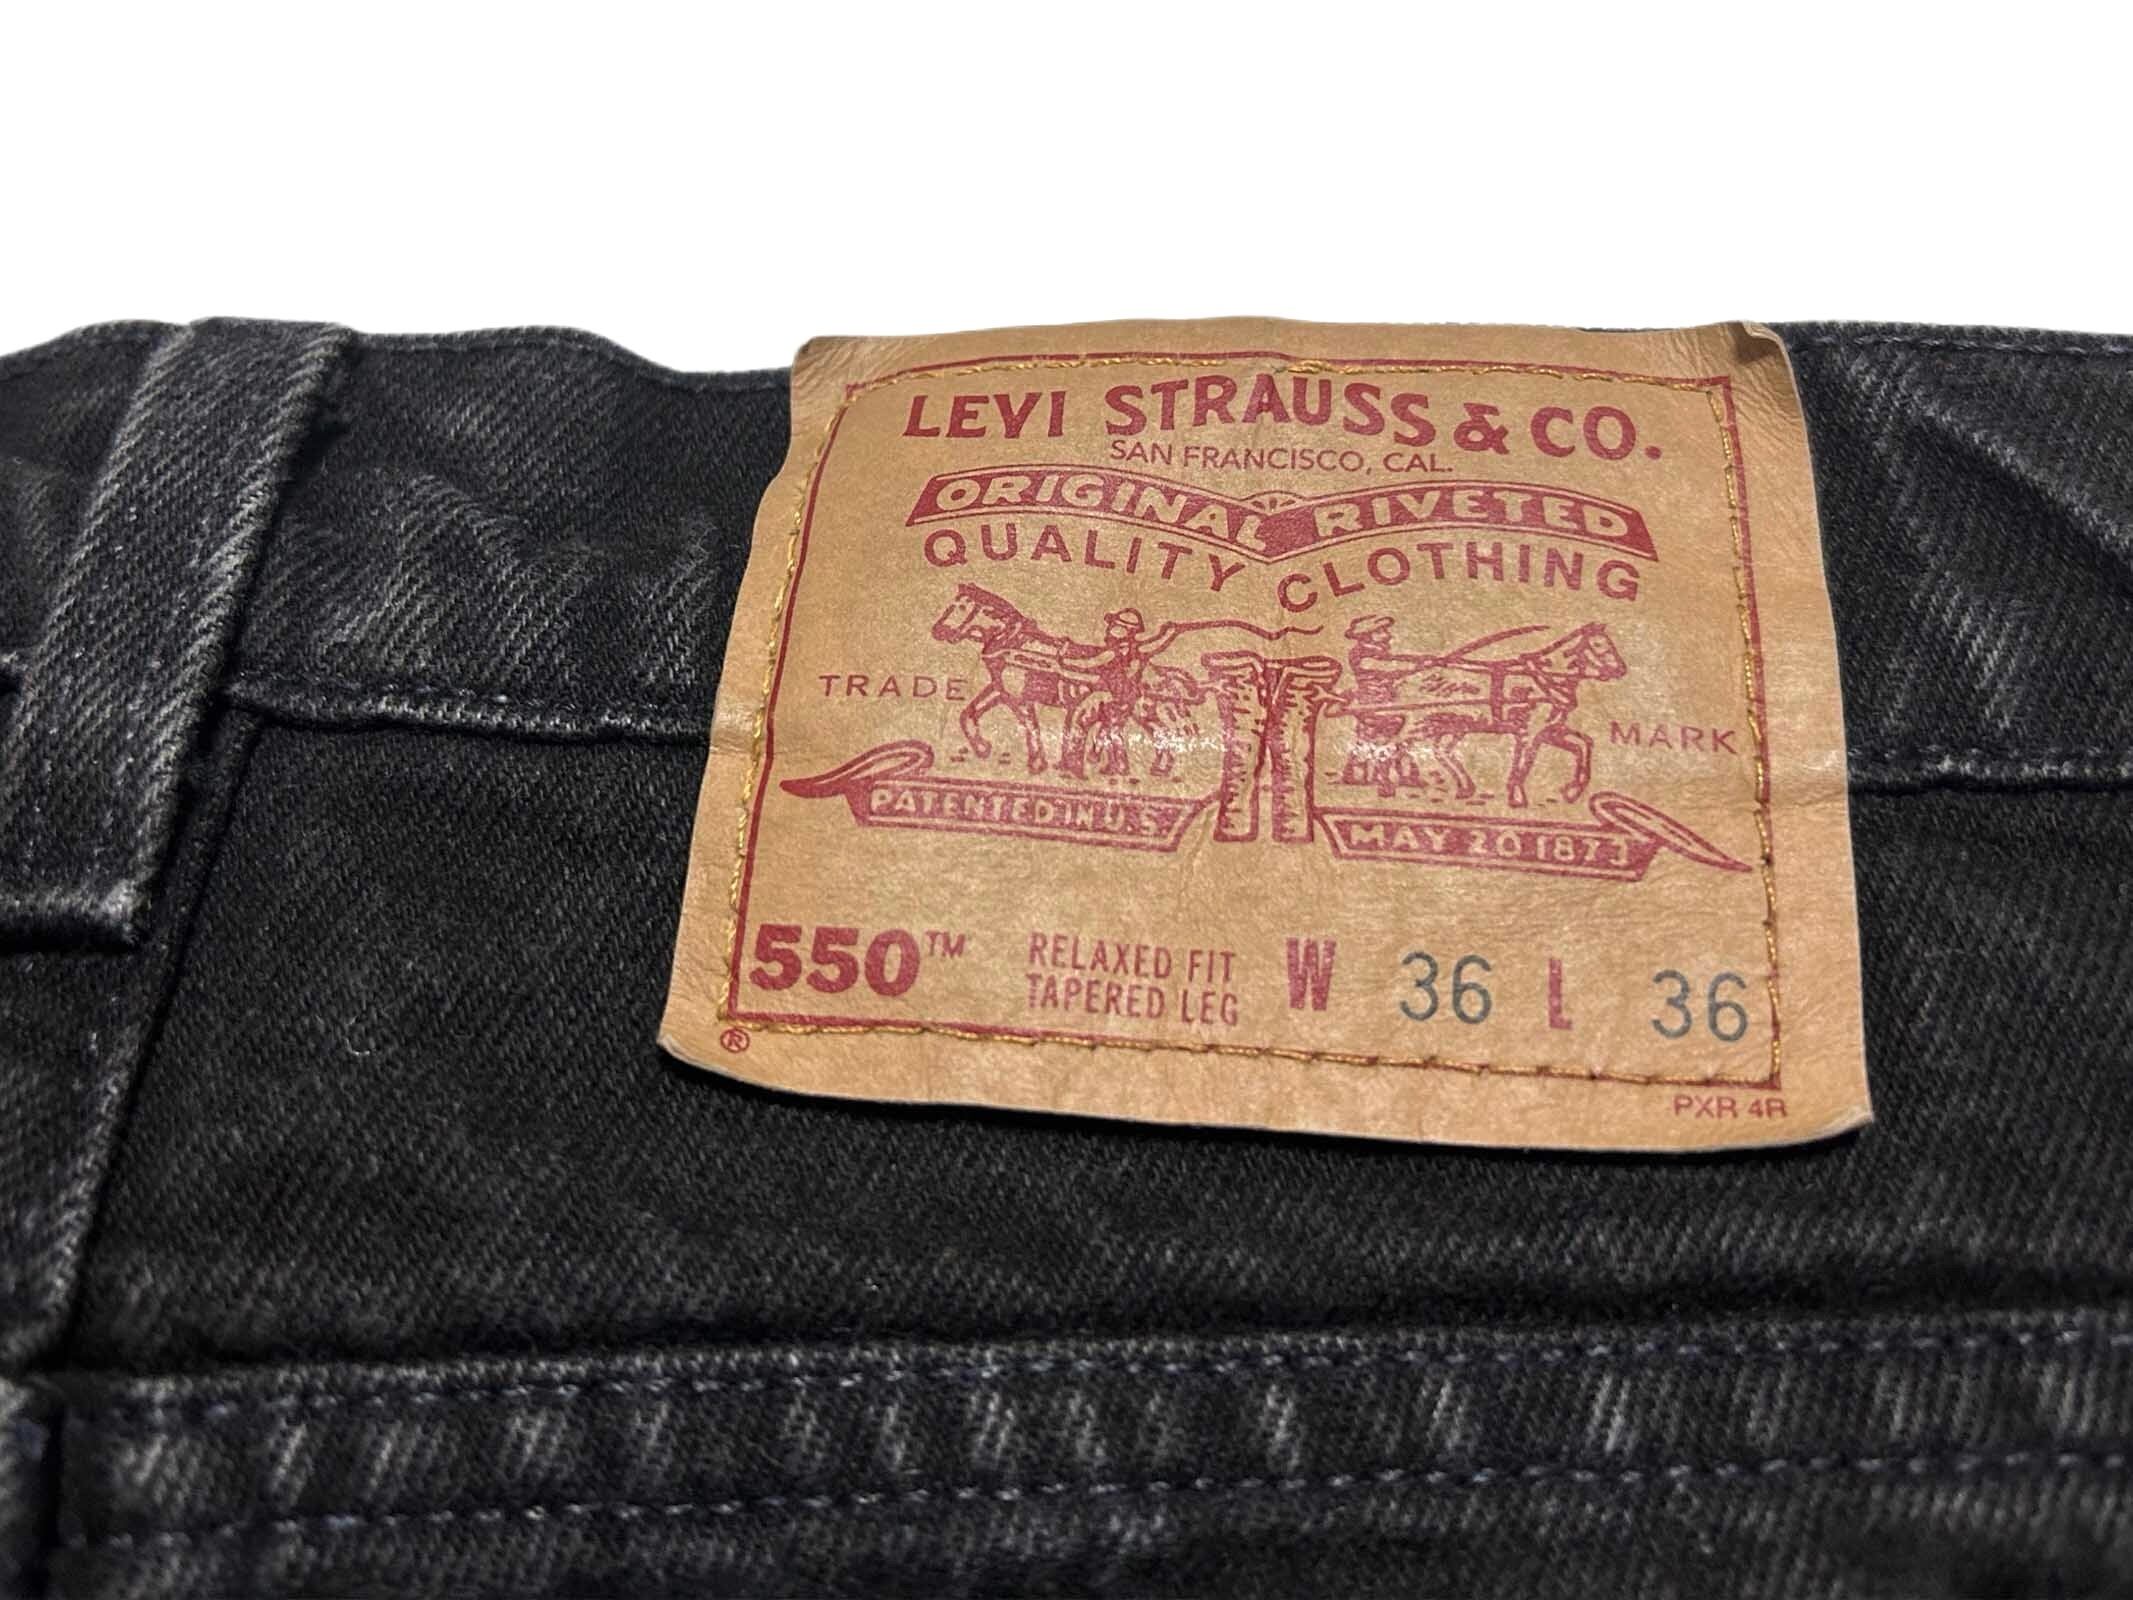 LEVI STRAUSS & CO.
SAN FRANCISCO, CAL.
ORIGINAL RIVETED
QUALITY CLOTHING
TRADE MARK
PATENTED IN U.S. MAY 20 1873
550™ RELAXED FIT W 36 L 36
TAPERED LEG
®
PXR 4R